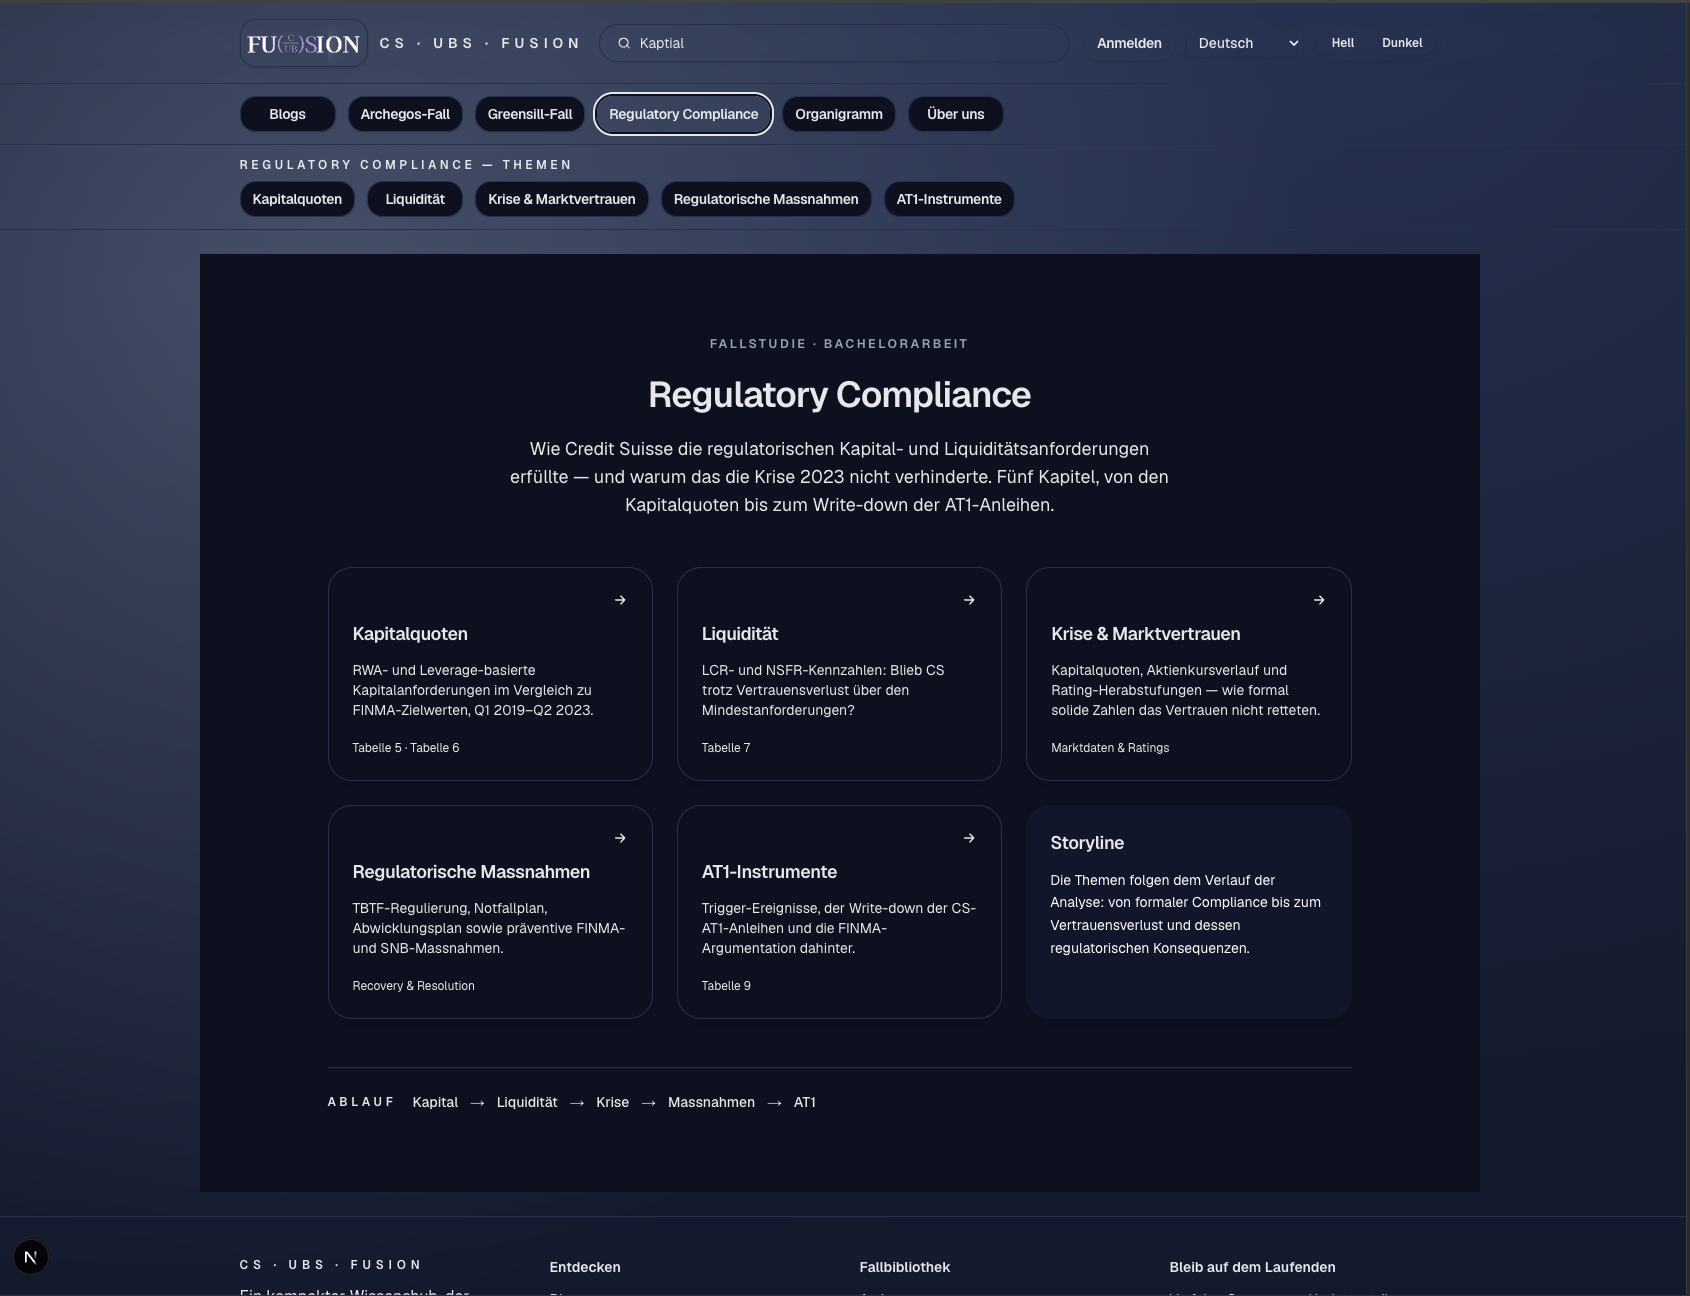 FU(C UB)SION
CS · UBS · FUSION
Kaptial
Anmelden
Deutsch
Hell
Dunkel
Blogs
Archegos-Fall
Greensill-Fall
Regulatory Compliance
Organigramm
Über uns
REGULATORY COMPLIANCE — THEMEN
Kapitalquoten
Liquidität
Krise & Marktvertrauen
Regulatorische Massnahmen
AT1-Instrumente
FALLSTUDIE · BACHELORARBEIT
Regulatory Compliance
Wie Credit Suisse die regulatorischen Kapital- und Liquiditätsanforderungen
erfüllte — und warum das die Krise 2023 nicht verhinderte. Fünf Kapitel, von den
Kapitalquoten bis zum Write-down der AT1-Anleihen.
→
Kapitalquoten
RWA- und Leverage-basierte
Kapitalanforderungen im Vergleich zu
FINMA-Zielwerten, Q1 2019–Q2 2023.
Tabelle 5 · Tabelle 6
→
Liquidität
LCR- und NSFR-Kennzahlen: Blieb CS
trotz Vertrauensverlust über den
Mindestanforderungen?
Tabelle 7
→
Krise & Marktvertrauen
Kapitalquoten, Aktienkursverlauf und
Rating-Herabstufungen — wie formal
solide Zahlen das Vertrauen nicht retteten.
Marktdaten & Ratings
→
Regulatorische Massnahmen
TBTF-Regulierung, Notfallplan,
Abwicklungsplan sowie präventive FINMA-
und SNB-Massnahmen.
Recovery & Resolution
→
AT1-Instrumente
Trigger-Ereignisse, der Write-down der CS-
AT1-Anleihen und die FINMA-
Argumentation dahinter.
Tabelle 9
Storyline
Die Themen folgen dem Verlauf der
Analyse: von formaler Compliance bis zum
Vertrauensverlust und dessen
regulatorischen Konsequenzen.
ABLAUF Kapital → Liquidität → Krise → Massnahmen → AT1
N
CS · UBS · FUSION
Ein kompakter Wissenshub, der
Entdecken
Fallbibliothek
Bleib auf dem Laufenden